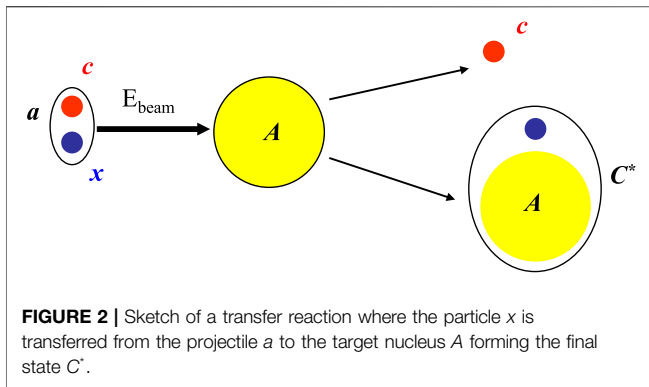 c
a
x
E_beam
A
c
A
C*
FIGURE 2 | Sketch of a transfer reaction where the particle x is
transferred from the projectile a to the target nucleus A forming the final
state C*.